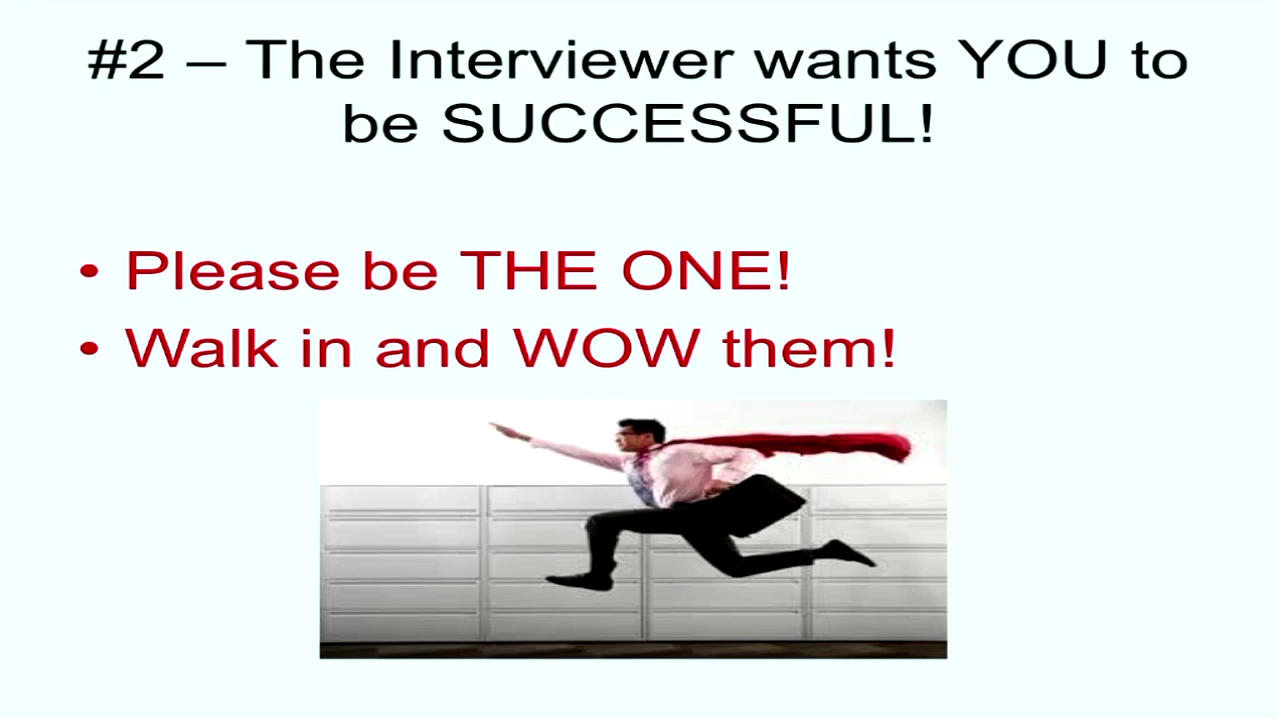 #2 – The Interviewer wants YOU to
be SUCCESSFUL!
• Please be THE ONE!
• Walk in and WOW them!